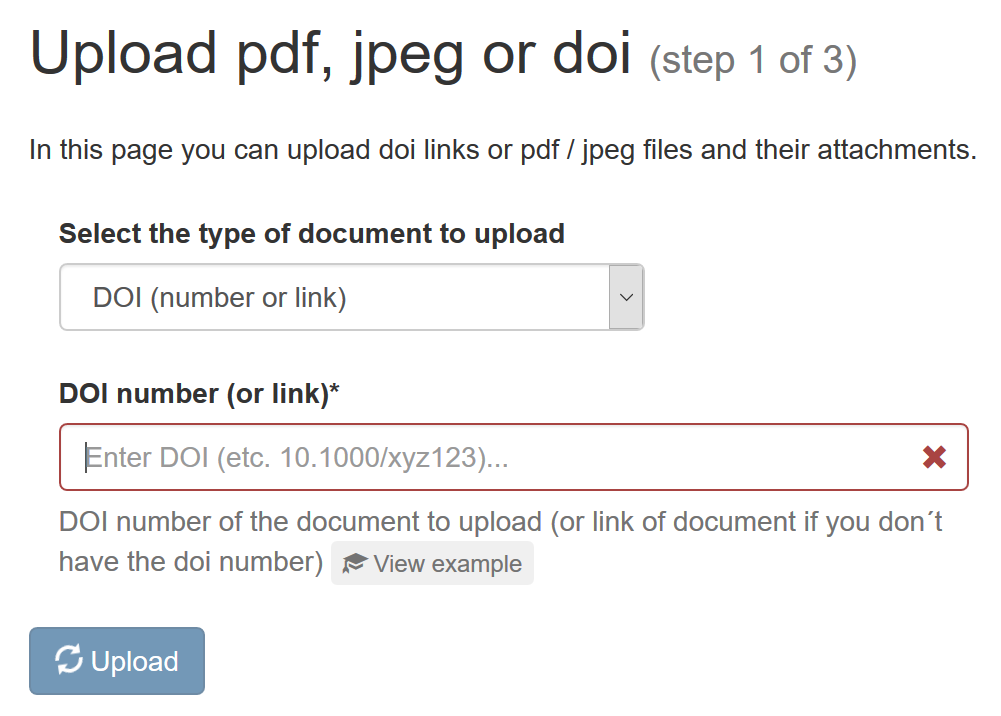 Upload pdf, jpeg or doi (step 1 of 3)
In this page you can upload doi links or pdf / jpeg files and their attachments.
Select the type of document to upload
DOI (number or link)
DOI number (or link)*
Enter DOI (etc. 10.1000/xyz123)...
DOI number of the document to upload (or link of document if you don´t
have the doi number) View example
Upload